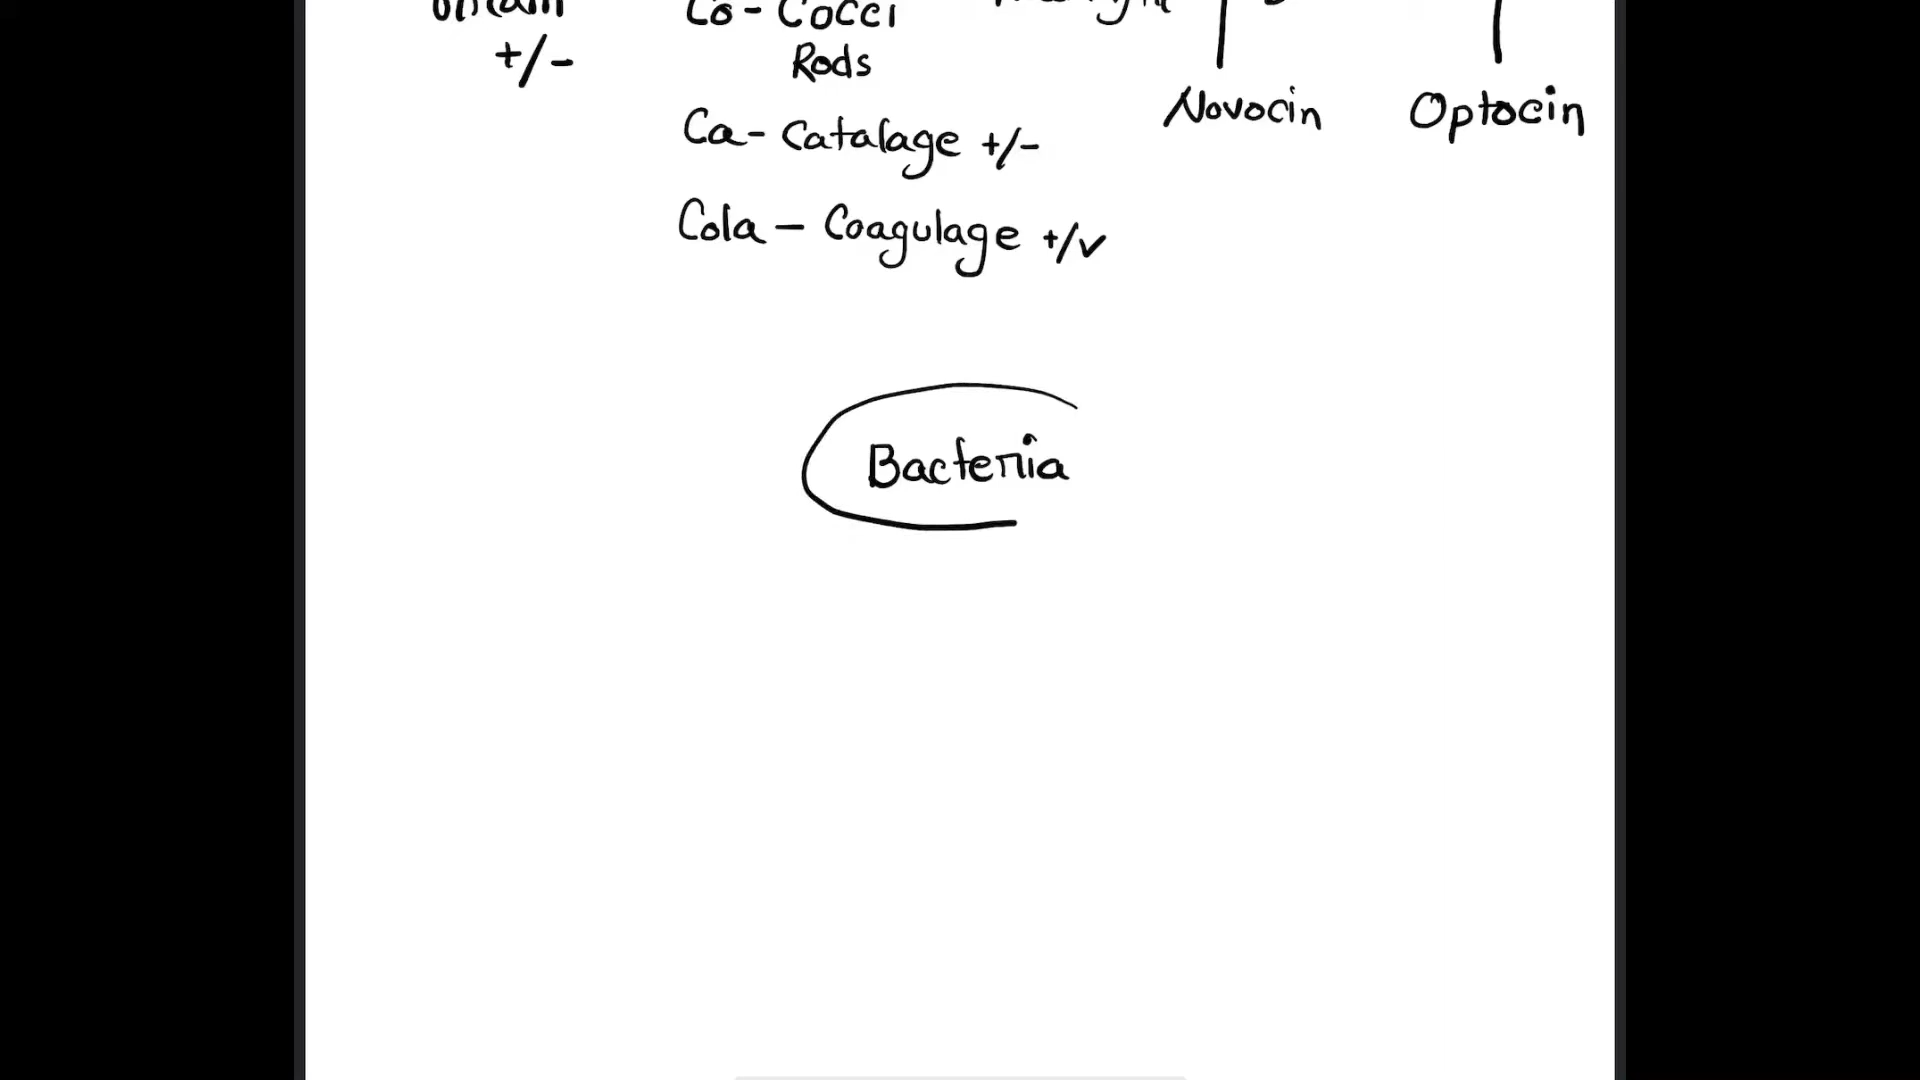 +/-
Co - Cocci
Rods
Ca - Catalage +/-
Cola - Coagulage +/✓
Novocin
Optocin
Bacteria